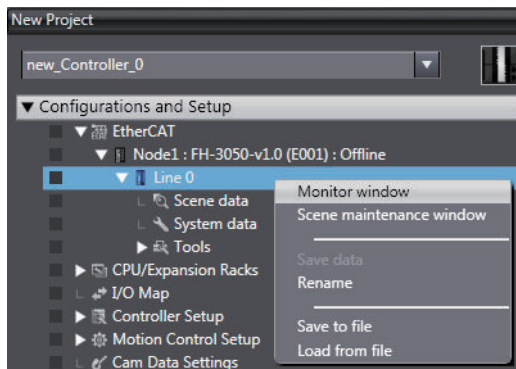 New Project
new_Controller_0
Configurations and Setup
EtherCAT
Node1 : FH-3050-v1.0 (E001) : Offline
Line 0
Scene data
System data
Tools
CPU/Expansion Racks
I/O Map
Controller Setup
Motion Control Setup
Cam Data Settings
Monitor window
Scene maintenance window
Save data
Rename
Save to file
Load from file